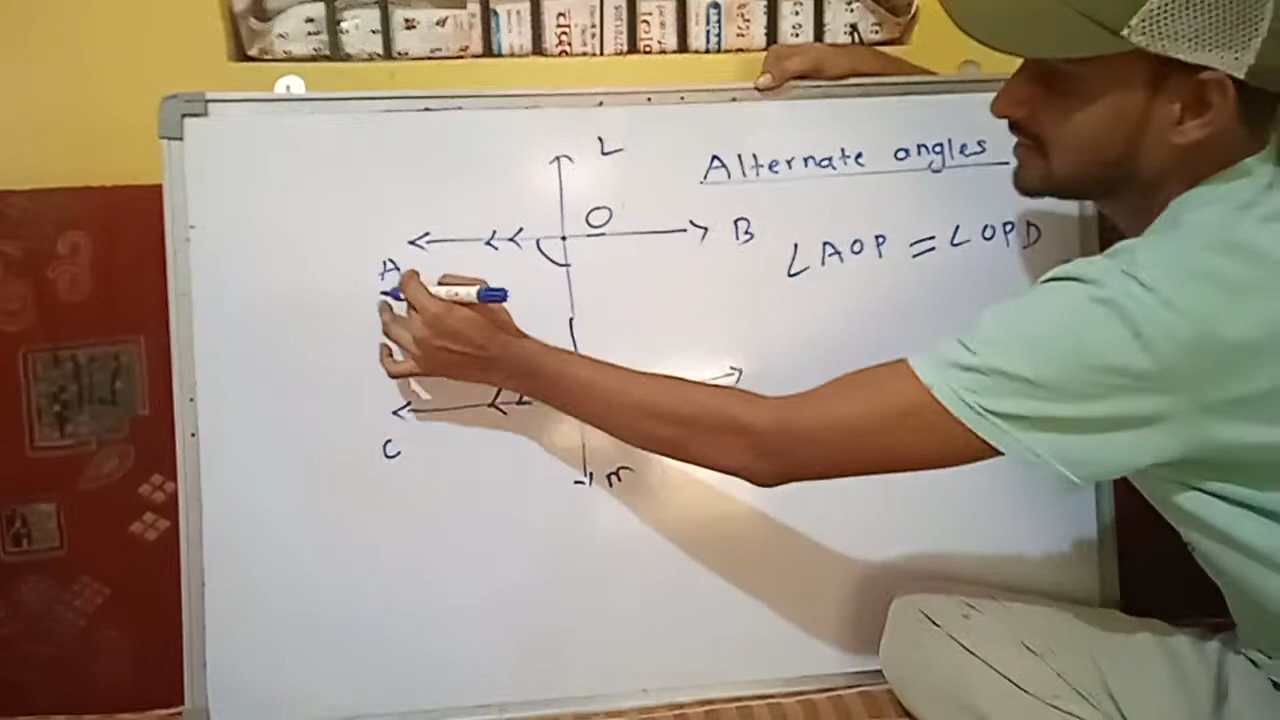 L
Alternate angles
O
B
∠AOP = ∠OPD
A
C